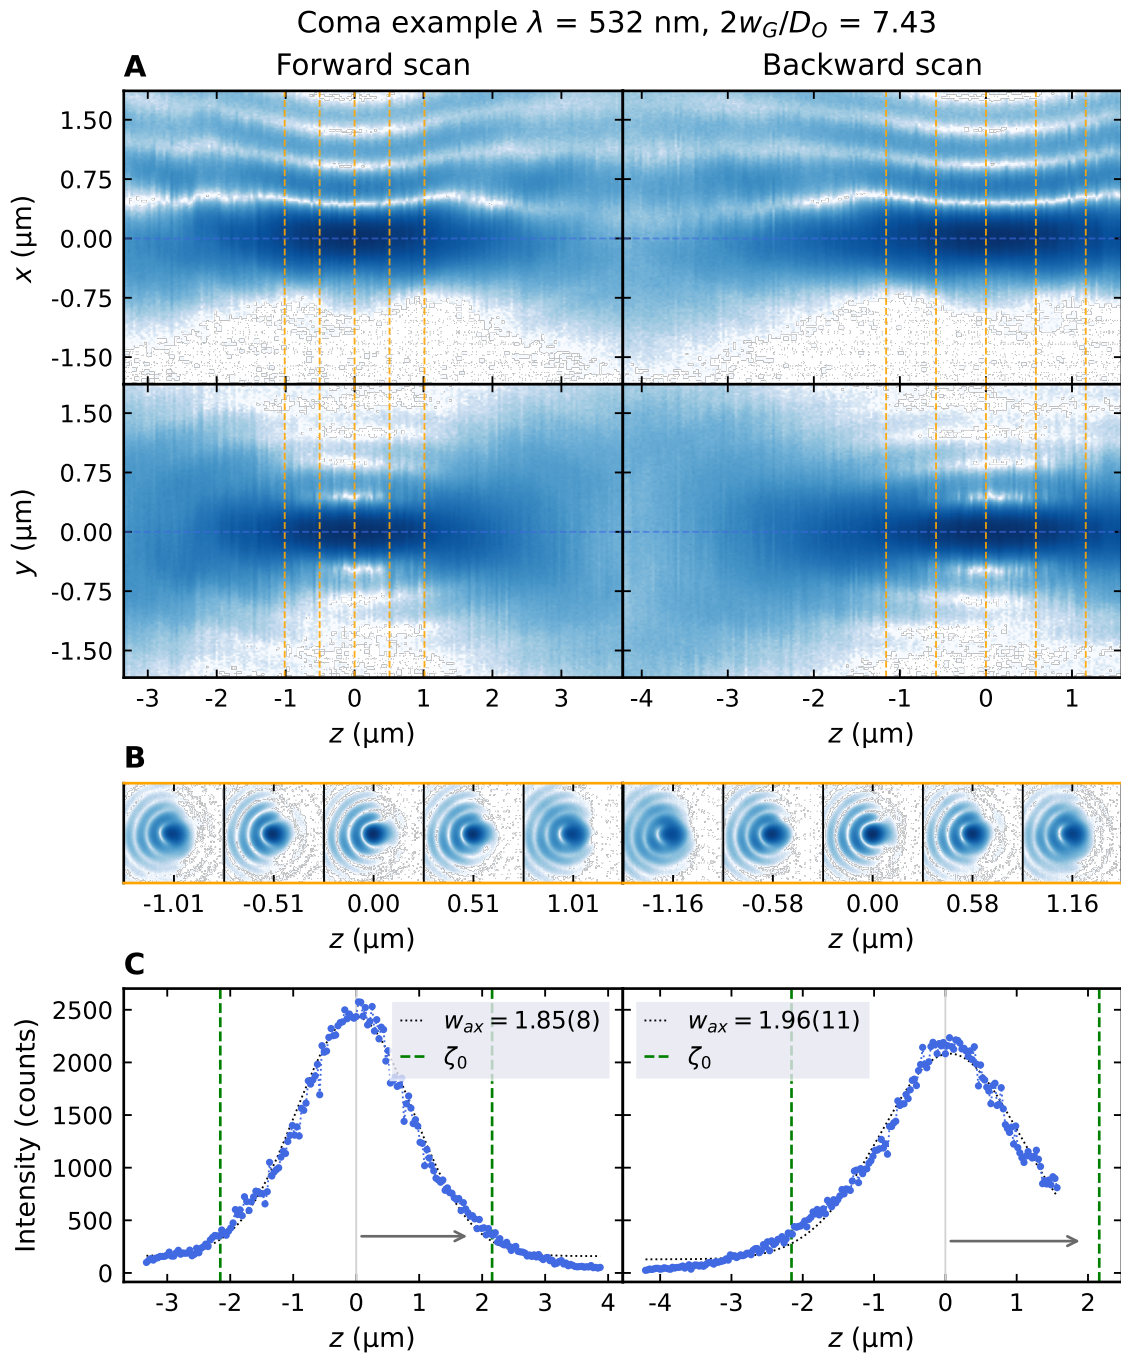 Coma example λ = 532 nm, 2w_G/D_O = 7.43
A Forward scan Backward scan
1.50
0.75
0.00
-0.75
-1.50
x (µm)
1.50
0.75
0.00
-0.75
-1.50
y (µm)
-3 -2 -1 0 1 2 3 -4 -3 -2 -1 0 1
z (µm) z (µm)
B
-1.01 -0.51 0.00 0.51 1.01 -1.16 -0.58 0.00 0.58 1.16
z (µm) z (µm)
C
2500
2000
1500
1000
500
0
Intensity (counts)
w_ax = 1.85(8) w_ax = 1.96(11)
ζ_0 ζ_0
-3 -2 -1 0 1 2 3 4 -4 -3 -2 -1 0 1 2
z (µm) z (µm)